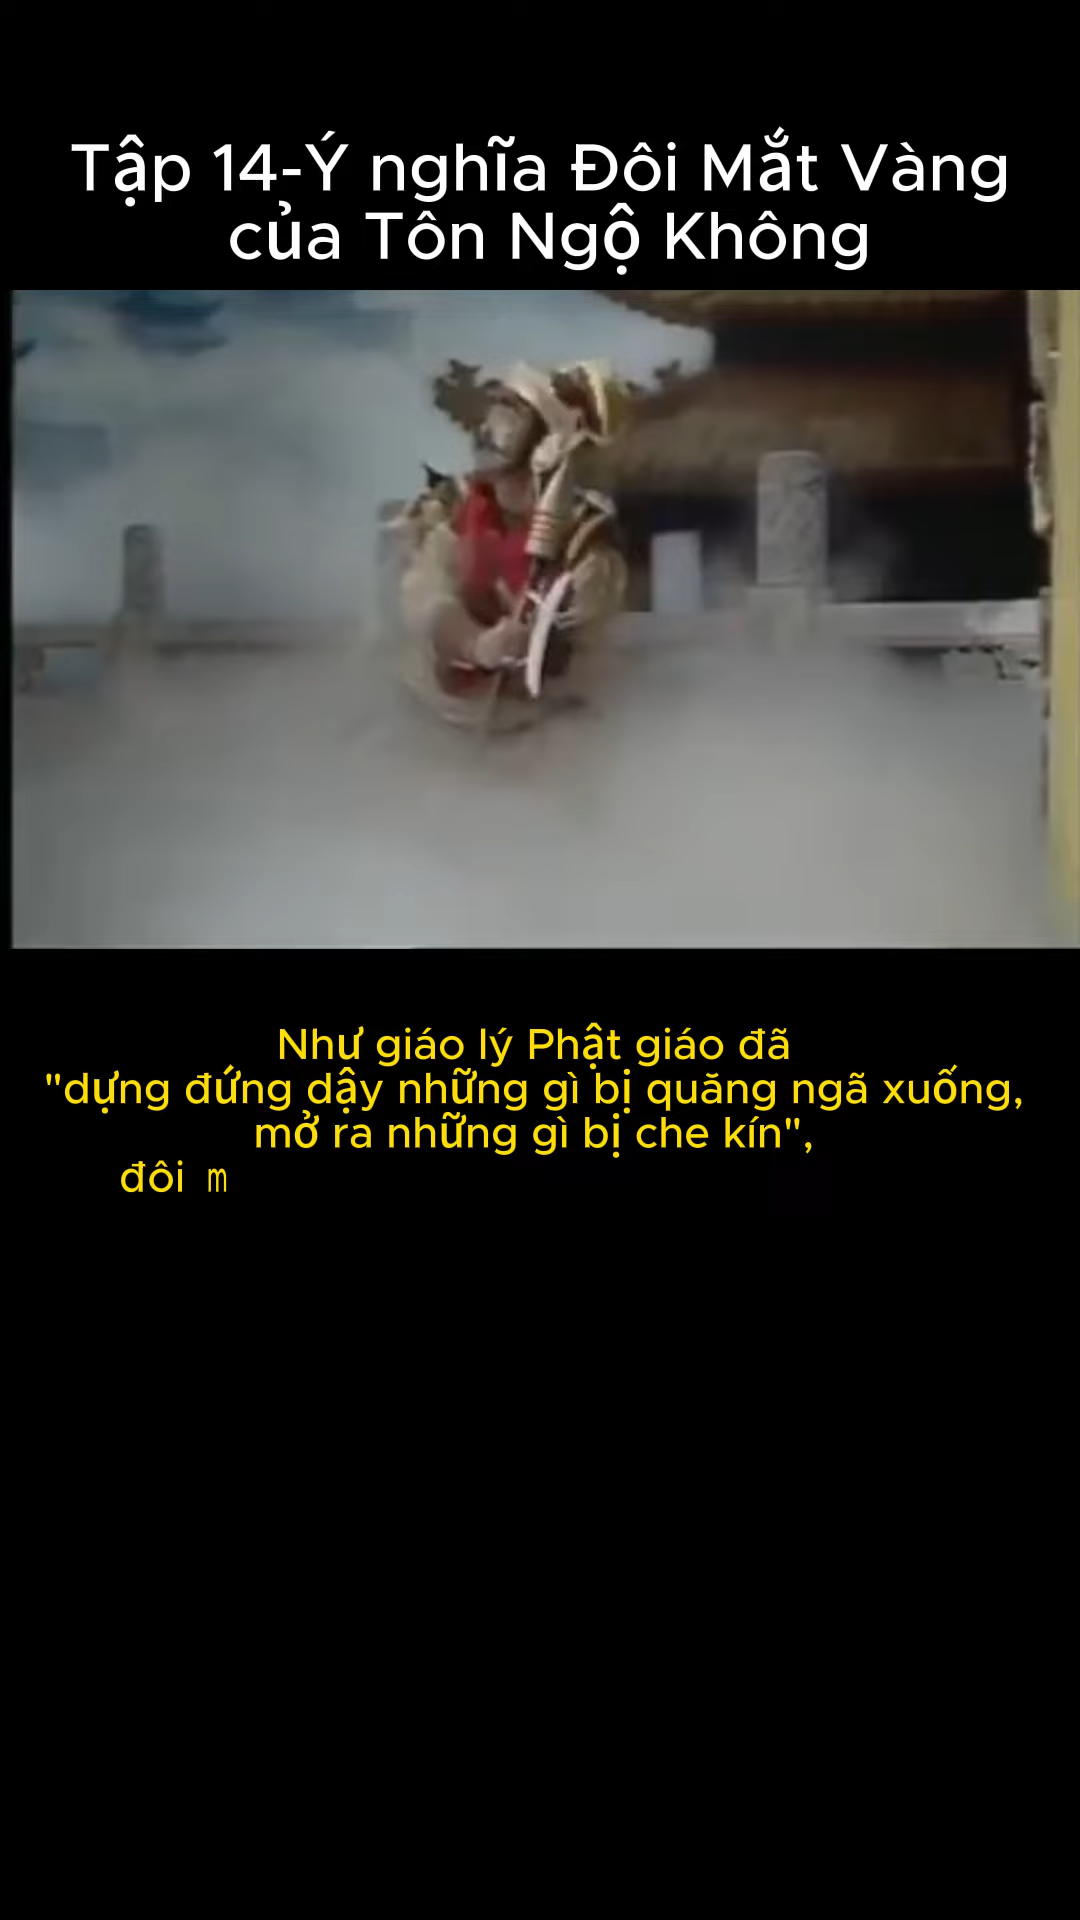 Tập 14-Ý nghĩa Đôi Mắt Vàng
của Tôn Ngộ Không
Như giáo lý Phật giáo đã
"dựng đứng dậy những gì bị quăng ngã xuống,
mở ra những gì bị che kín",
đôi m